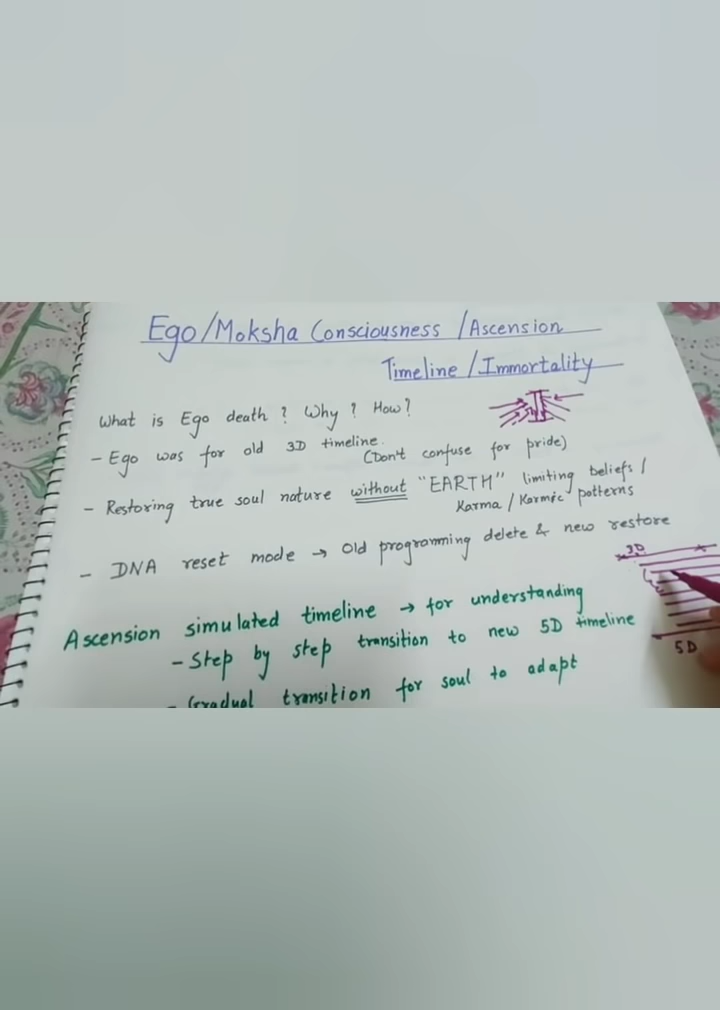 Ego/Moksha Consciousness /Ascension
Timeline /Immortality
What is Ego death? Why? How?
- Ego was for old 3D timeline.
(Don't confuse for pride)
- Restoring true soul nature without "EARTH" limiting beliefs/
Karma/Karmic patterns
- DNA reset mode → Old programming delete & new restore
3D
Ascension simulated timeline → for understanding
- Step by step transition to new 5D timeline
5D
- Gradual transition for soul to adapt